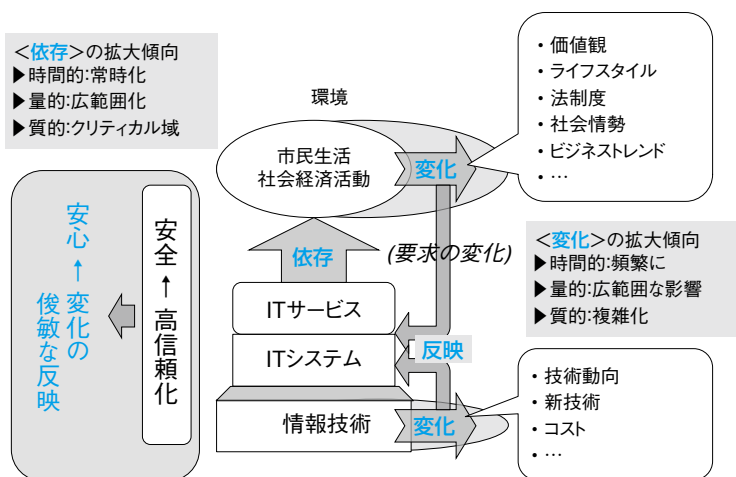 ＜依存＞の拡大傾向
▶時間的：常時化
▶量的：広範囲化
▶質的：クリティカル域
環境
市民生活
社会経済活動
変化
・価値観
・ライフスタイル
・法制度
・社会情勢
・ビジネストレンド
・…
依存
(要求の変化)
＜変化＞の拡大傾向
▶時間的：頻繁に
▶量的：広範囲な影響
▶質的：複雑化
安全←高信頼化
安心←変化の
俊敏な反映
ITサービス
ITシステム
反映
情報技術
変化
・技術動向
・新技術
・コスト
・…